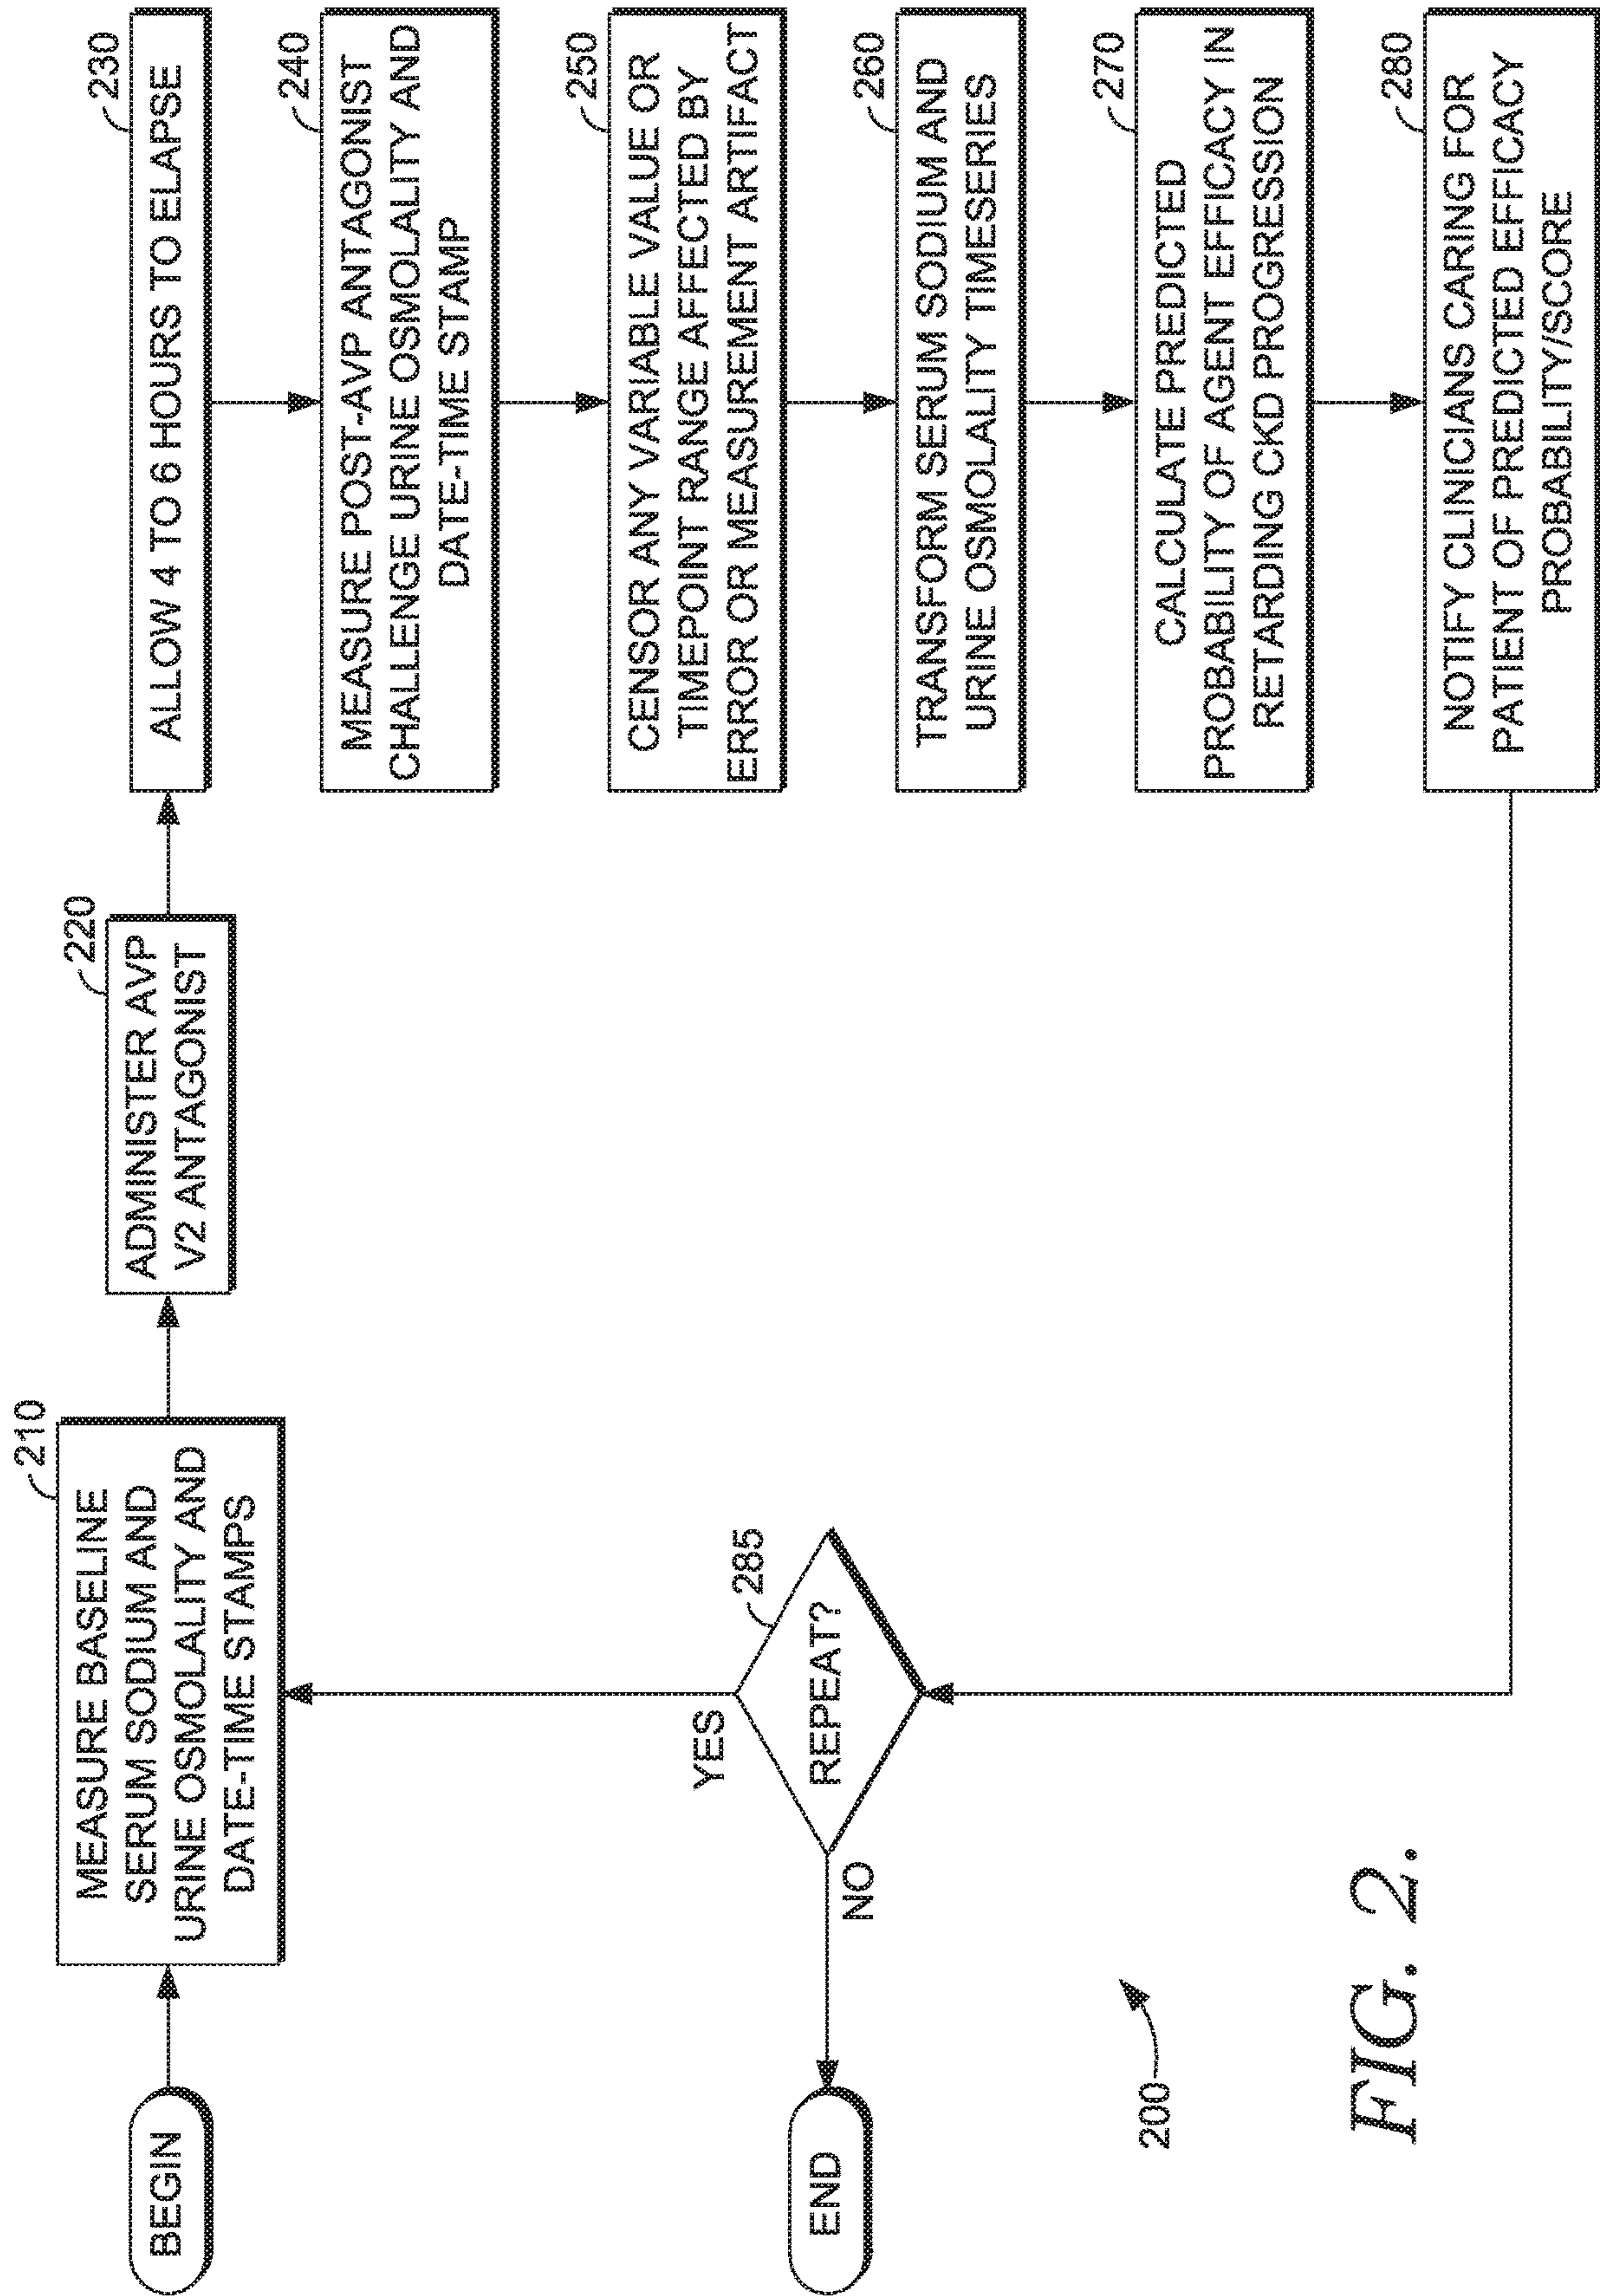 BEGIN
210
MEASURE BASELINE
SERUM SODIUM AND
URINE OSMOLALITY AND
DATE-TIME STAMPS
220
ADMINISTER AVP
V2 ANTAGONIST
230
ALLOW 4 TO 6 HOURS TO ELAPSE
240
MEASURE POST-AVP ANTAGONIST
CHALLENGE URINE OSMOLALITY AND
DATE-TIME STAMP
250
CENSOR ANY VARIABLE VALUE OR
TIMEPOINT RANGE AFFECTED BY
ERROR OR MEASUREMENT ARTIFACT
260
TRANSFORM SERUM SODIUM AND
URINE OSMOLALITY TIMESERIES
270
CALCULATE PREDICTED
PROBABILITY OF AGENT EFFICACY IN
RETARDING CKD PROGRESSION
280
NOTIFY CLINICIANS CARING FOR
PATIENT OF PREDICTED EFFICACY
PROBABILITY/SCORE
285
REPEAT?
YES
NO
END
200
FIG. 2.